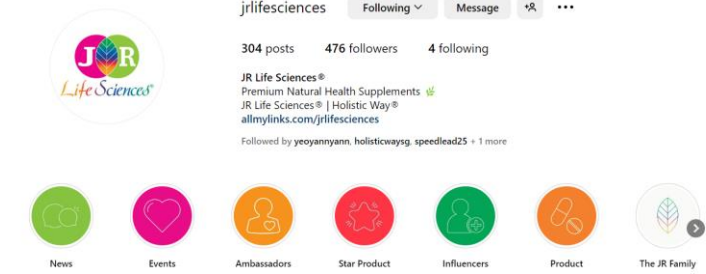 jrlifesciences Following Message
304 posts 476 followers 4 following
JR
Life Sciences®
JR Life Sciences®
Premium Natural Health Supplements
JR Life Sciences® | Holistic Way®
allmylinks.com/jrlifesciences
Followed by yeoyannyann, holisticwaysg, speedlead25 + 1 more
News Events Ambassadors Star Product Influencers Product The JR Family